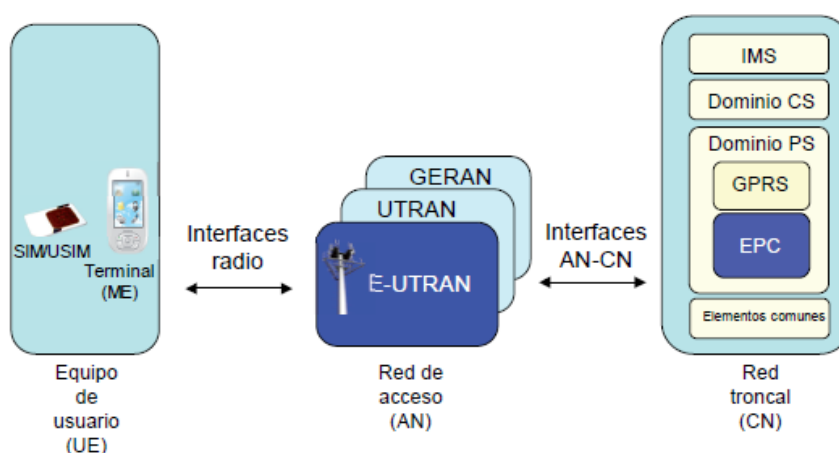 SIM/USIM
Terminal
(ME)
Equipo
de
usuario
(UE)
Interfaces
radio
GERAN
UTRAN
E-UTRAN
Red de
acceso
(AN)
Interfaces
AN-CN
IMS
Dominio CS
Dominio PS
GPRS
EPC
Elementos comunes
Red
troncal
(CN)